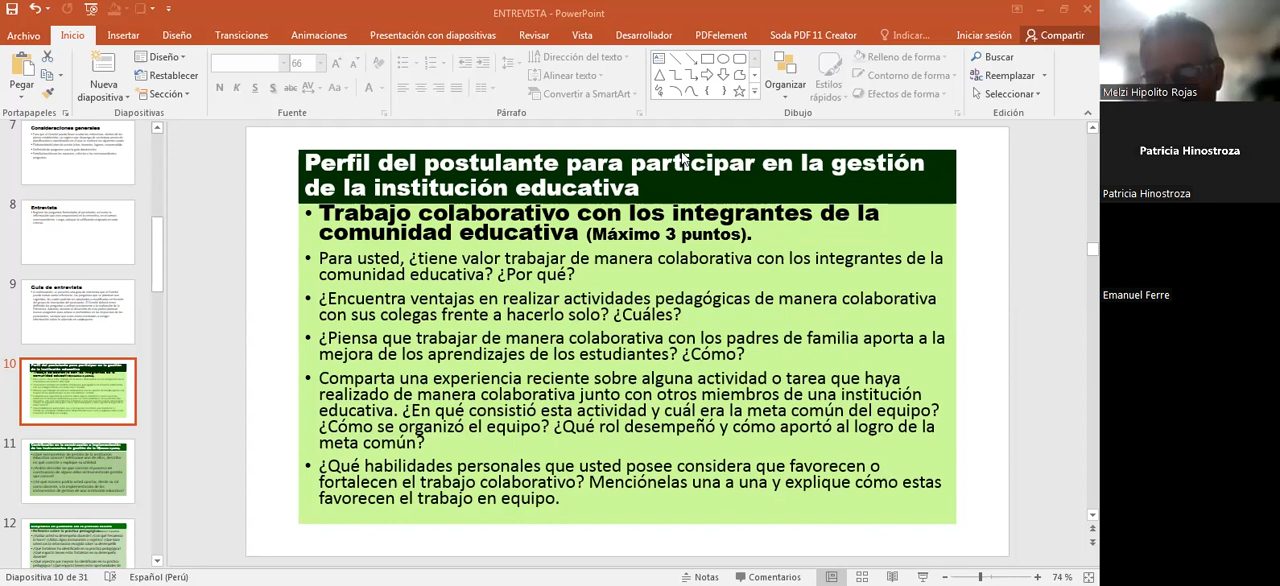 ENTREVISTA - PowerPoint
Archivo Inicio Insertar Diseño Transiciones Animaciones Presentación con diapositivas Revisar Vista Desarrollador PDFelement Soda PDF 11 Creator Indicar... Iniciar sesión Compartir
Pegar
Nueva diapositiva
Diseño
Restablecer
Sección
66
N K S S abc AV Aa A
Dirección del texto
Alinear texto
Convertir a SmartArt
Organizar
Estilos rápidos
Relleno de forma
Contorno de forma
Efectos de forma
Buscar
Reemplazar
Seleccionar
Portapapeles Diapositivas Fuente Párrafo Dibujo Edición
7
Consideraciones generales
8
Entrevista
9
Guía de entrevista
10
11
12
Perfil del postulante para participar en la gestión
de la institución educativa
• Trabajo colaborativo con los integrantes de la
comunidad educativa (Máximo 3 puntos).
• Para usted, ¿tiene valor trabajar de manera colaborativa con los integrantes de la
comunidad educativa? ¿Por qué?
• ¿Encuentra ventajas en realizar actividades pedagógicas de manera colaborativa
con sus colegas frente a hacerlo solo? ¿Cuáles?
• ¿Piensa que trabajar de manera colaborativa con los padres de familia aporta a la
mejora de los aprendizajes de los estudiantes? ¿Cómo?
• Comparta una experiencia reciente sobre alguna actividad o tarea que haya
realizado de manera colaborativa junto con otros miembros de una institución
educativa. ¿En qué consistió esta actividad y cuál era la meta común del equipo?
¿Cómo se organizó el equipo? ¿Qué rol desempeñó y cómo aportó al logro de la
meta común?
• ¿Qué habilidades personales que usted posee considera que favorecen o
fortalecen el trabajo colaborativo? Menciónelas una a una y explique cómo estas
favorecen el trabajo en equipo.
Melzi Hipolito Rojas
Patricia Hinostroza
Patricia Hinostroza
Emanuel Ferre
Diapositiva 10 de 31 Español (Perú) Notas Comentarios 74 %